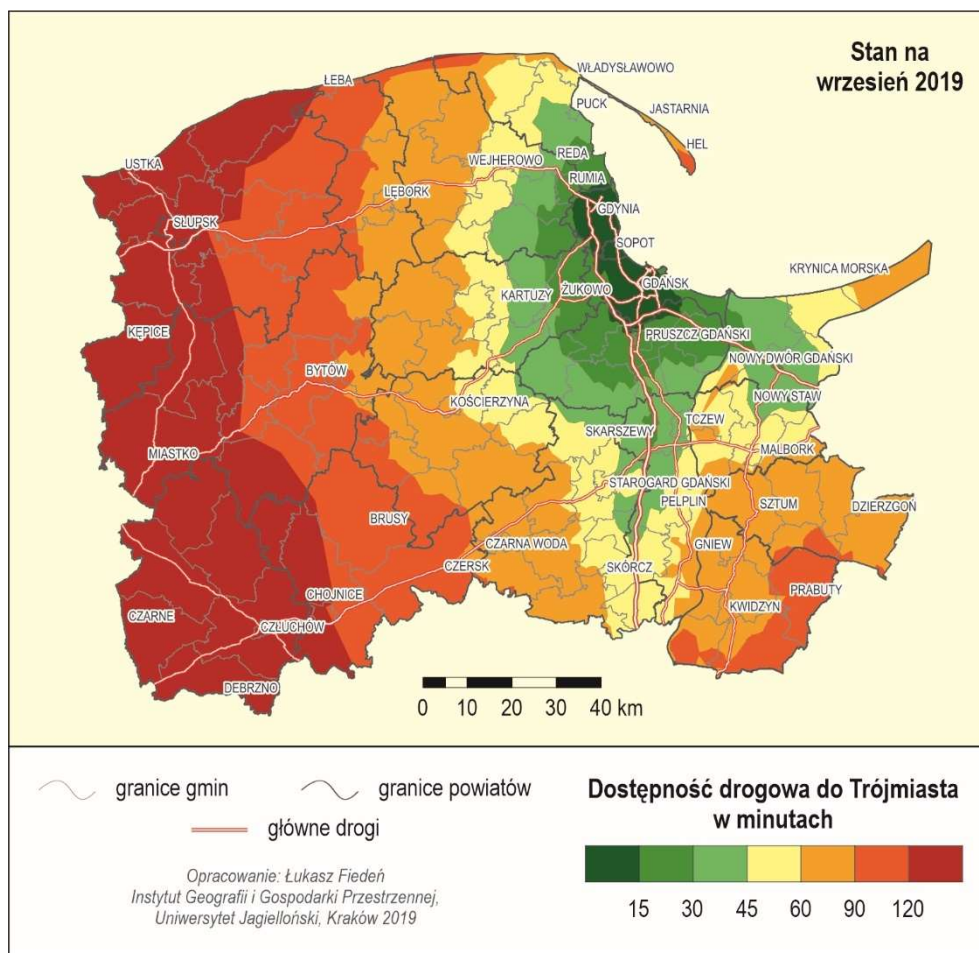 Stan na
wrzesień 2019
WŁADYSŁAWOWO
ŁEBA
PUCK
JASTARNIA
HEL
REDA
USTKA
WEJHEROWO
RUMIA
LĘBORK
GDYNIA
SŁUPSK
SOPOT
KRYNICA MORSKA
GDAŃSK
ŻUKOWO
KARTUZY
KĘPICE
PRUSZCZ GDAŃSKI
NOWY DWÓR GDAŃSKI
BYTÓW
NOWY STAW
KOŚCIERZYNA
TCZEW
SKARSZEWY
MIASTKO
MALBORK
STAROGARD GDAŃSKI
PELPLIN
SZTUM
DZIERZGOŃ
BRUSY
CZARNA WODA
GNIEW
CZERSK
SKÓRCZ
PRABUTY
CHOJNICE
KWIDZYN
CZARNE
CZŁUCHÓW
DEBRZNO
0 10 20 30 40 km
granice gmin
granice powiatów
główne drogi
Opracowanie: Łukasz Fiedeń
Instytut Geografii i Gospodarki Przestrzennej,
Uniwersytet Jagielloński, Kraków 2019
Dostępność drogowa do Trójmiasta
w minutach
15 30 45 60 90 120